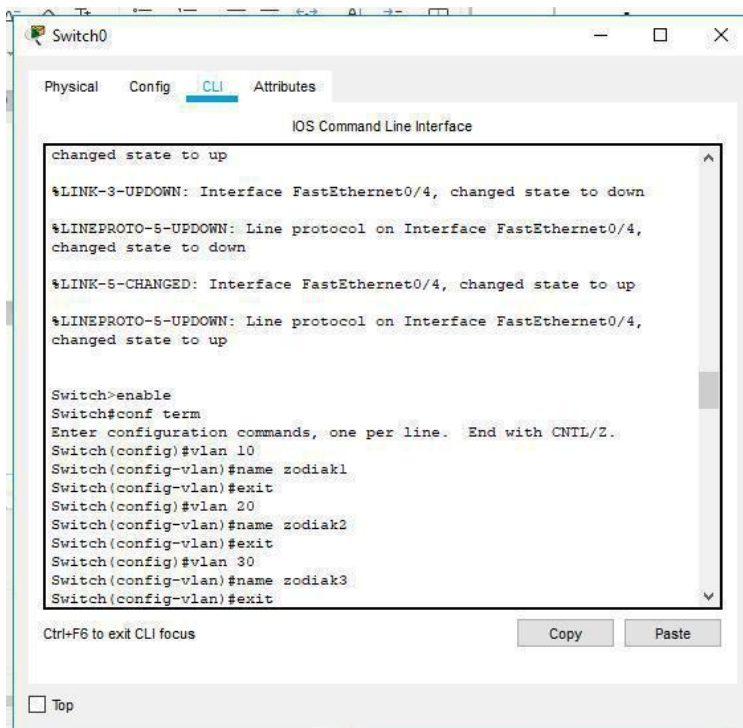 Switch0
Physical Config CLI Attributes
IOS Command Line Interface
changed state to up
%LINK-3-UPDOWN: Interface FastEthernet0/4, changed state to down
%LINEPROTO-5-UPDOWN: Line protocol on Interface FastEthernet0/4,
changed state to down
%LINK-5-CHANGED: Interface FastEthernet0/4, changed state to up
%LINEPROTO-5-UPDOWN: Line protocol on Interface FastEthernet0/4,
changed state to up
Switch>enable
Switch#conf term
Enter configuration commands, one per line.  End with CNTL/Z.
Switch(config)#vlan 10
Switch(config-vlan)#name zodiak1
Switch(config-vlan)#exit
Switch(config)#vlan 20
Switch(config-vlan)#name zodiak2
Switch(config-vlan)#exit
Switch(config)#vlan 30
Switch(config-vlan)#name zodiak3
Switch(config-vlan)#exit
Ctrl+F6 to exit CLI focus
Copy Paste
Top